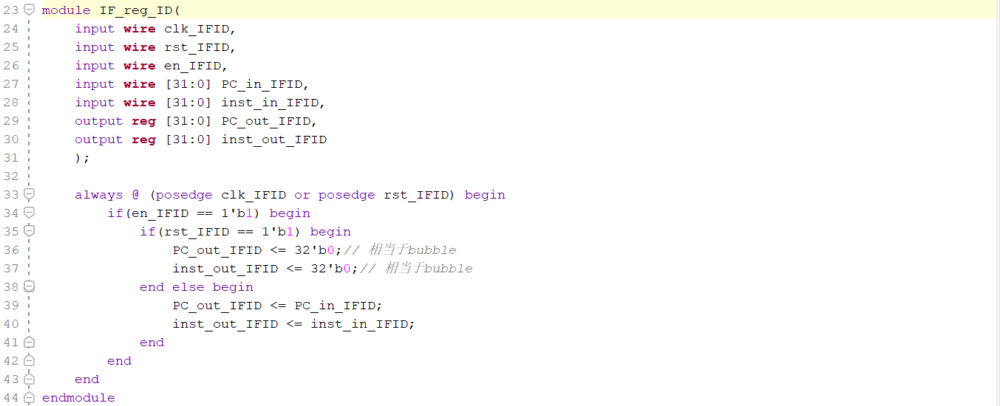 23 module IF_reg_ID(
24 input wire clk_IFID,
25 input wire rst_IFID,
26 input wire en_IFID,
27 input wire [31:0] PC_in_IFID,
28 input wire [31:0] inst_in_IFID,
29 output reg [31:0] PC_out_IFID,
30 output reg [31:0] inst_out_IFID
31 );
32
33 always @ (posedge clk_IFID or posedge rst_IFID) begin
34 if(en_IFID == 1'b1) begin
35 if(rst_IFID == 1'b1) begin
36 PC_out_IFID <= 32'b0;// 相当于bubble
37 inst_out_IFID <= 32'b0;// 相当于bubble
38 end else begin
39 PC_out_IFID <= PC_in_IFID;
40 inst_out_IFID <= inst_in_IFID;
41 end
42 end
43 end
44 endmodule